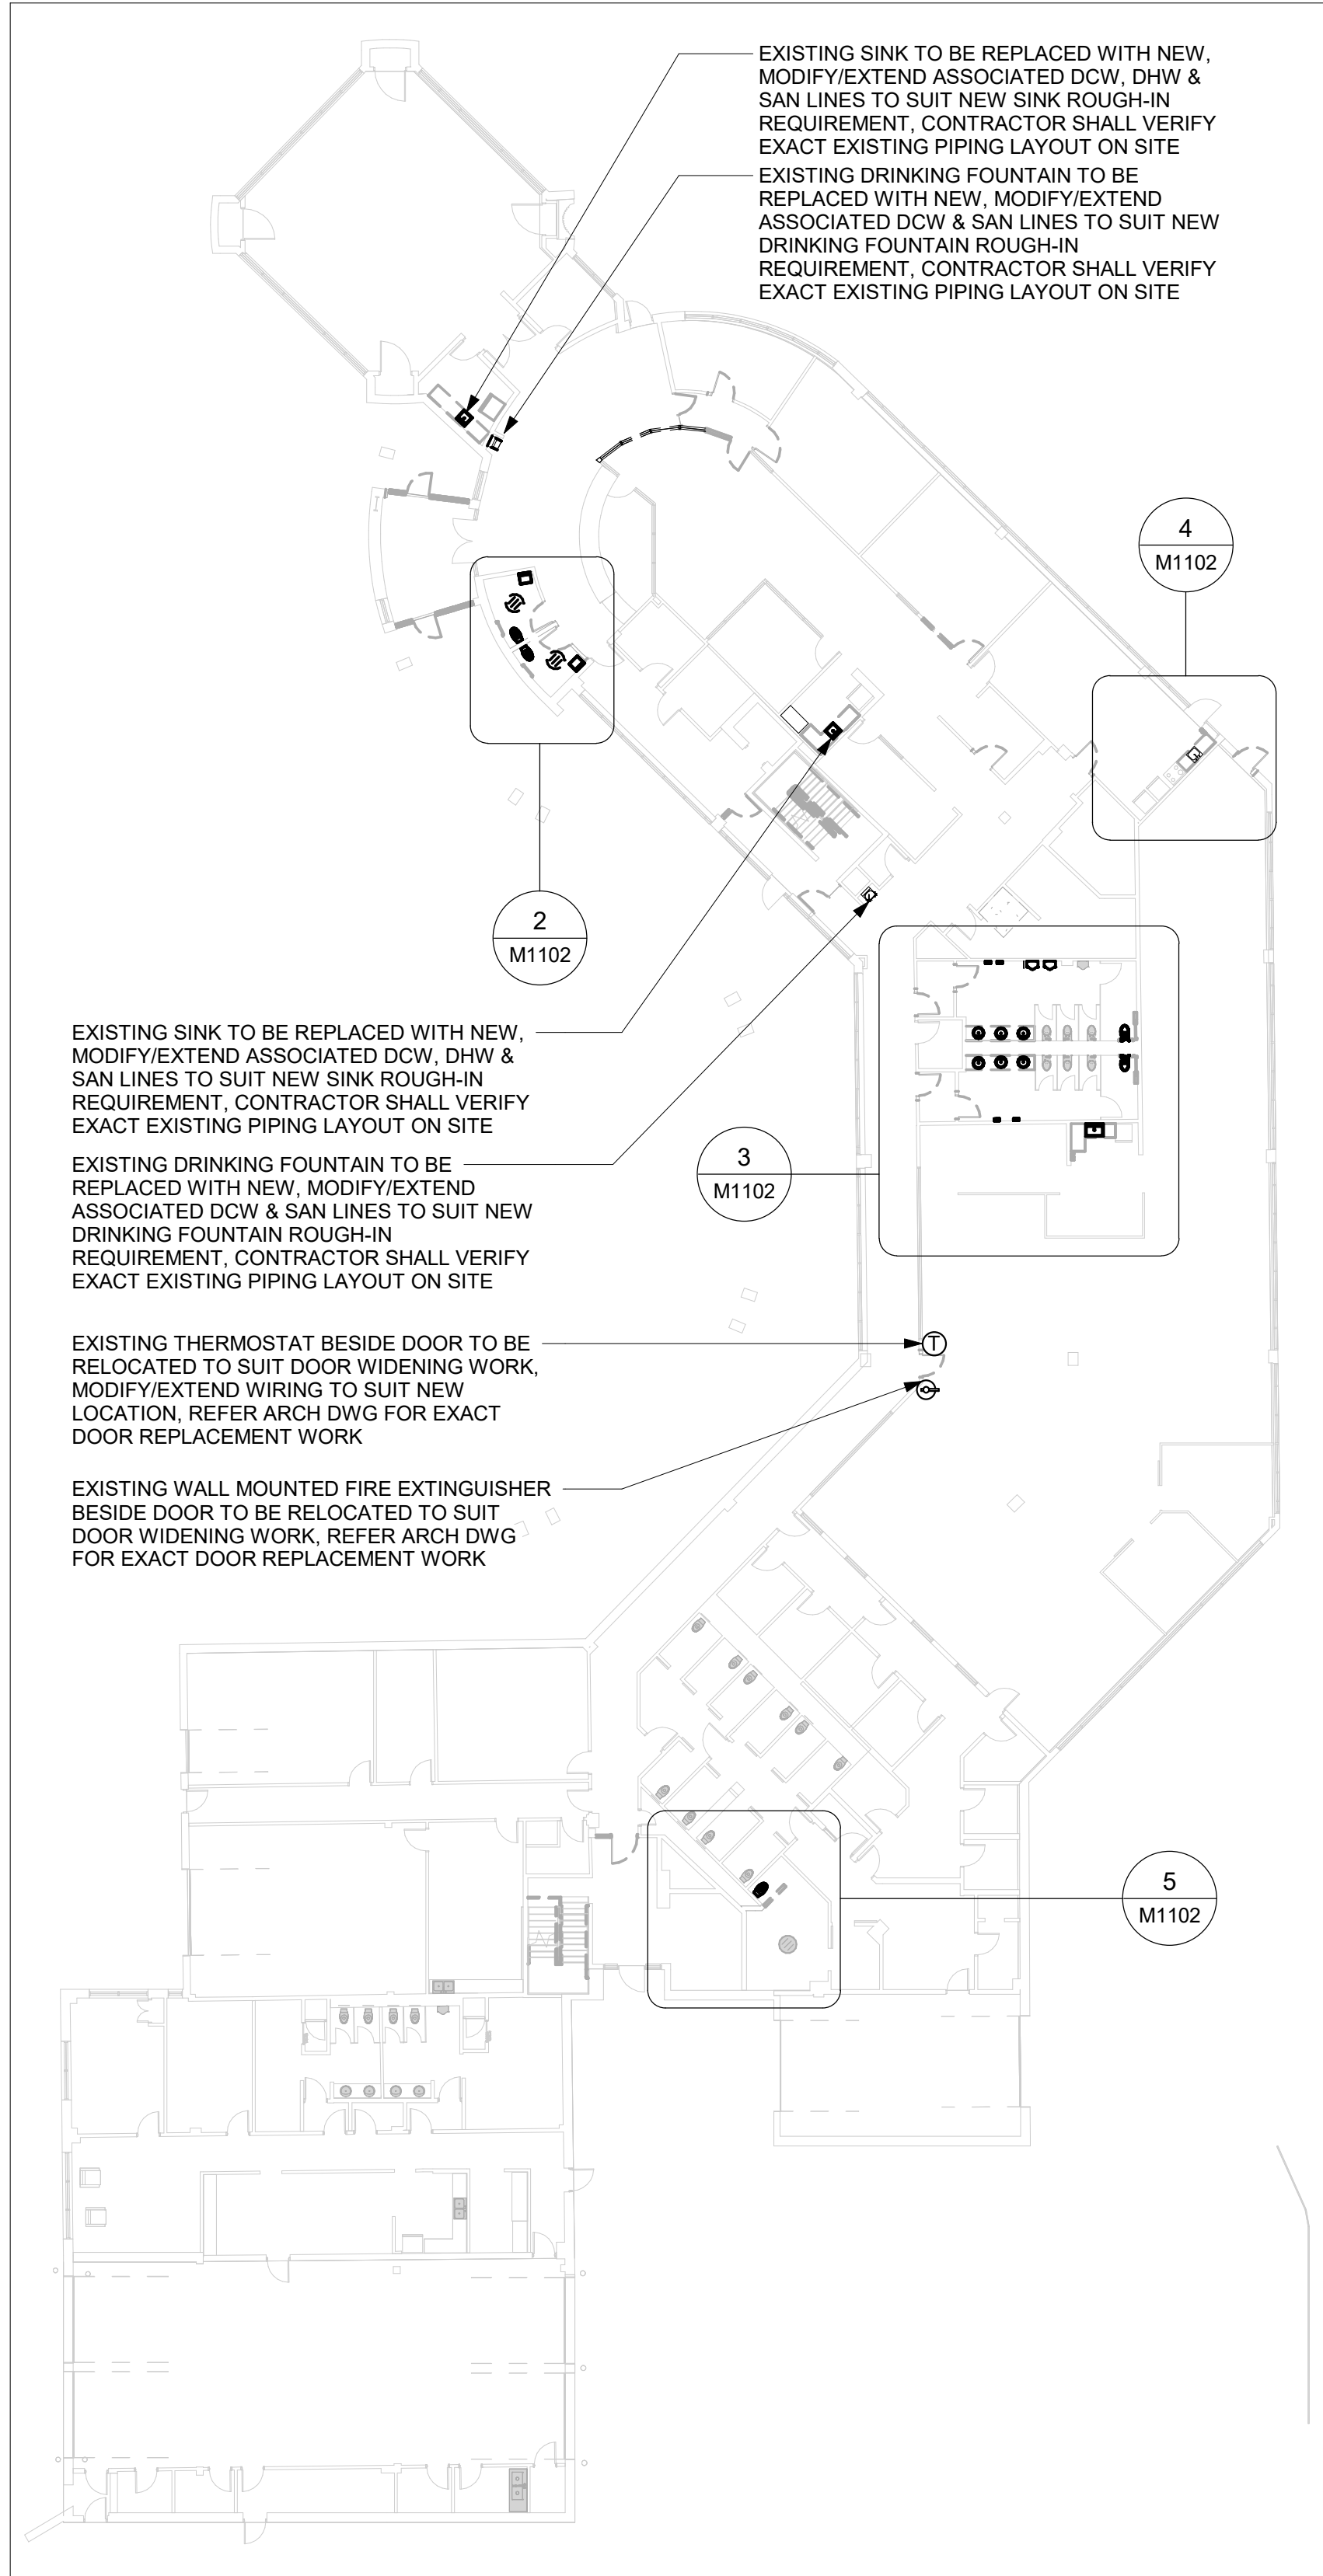 EXISTING SINK TO BE REPLACED WITH NEW,
MODIFY/EXTEND ASSOCIATED DCW, DHW &
SAN LINES TO SUIT NEW SINK ROUGH-IN
REQUIREMENT, CONTRACTOR SHALL VERIFY
EXACT EXISTING PIPING LAYOUT ON SITE
EXISTING DRINKING FOUNTAIN TO BE
REPLACED WITH NEW, MODIFY/EXTEND
ASSOCIATED DCW & SAN LINES TO SUIT NEW
DRINKING FOUNTAIN ROUGH-IN
REQUIREMENT, CONTRACTOR SHALL VERIFY
EXACT EXISTING PIPING LAYOUT ON SITE
4
M1102
2
M1102
EXISTING SINK TO BE REPLACED WITH NEW,
MODIFY/EXTEND ASSOCIATED DCW, DHW &
SAN LINES TO SUIT NEW SINK ROUGH-IN
REQUIREMENT, CONTRACTOR SHALL VERIFY
EXACT EXISTING PIPING LAYOUT ON SITE
EXISTING DRINKING FOUNTAIN TO BE
REPLACED WITH NEW, MODIFY/EXTEND
ASSOCIATED DCW & SAN LINES TO SUIT NEW
DRINKING FOUNTAIN ROUGH-IN
REQUIREMENT, CONTRACTOR SHALL VERIFY
EXACT EXISTING PIPING LAYOUT ON SITE
3
M1102
EXISTING THERMOSTAT BESIDE DOOR TO BE
RELOCATED TO SUIT DOOR WIDENING WORK,
MODIFY/EXTEND WIRING TO SUIT NEW
LOCATION, REFER ARCH DWG FOR EXACT
DOOR REPLACEMENT WORK
T
EXISTING WALL MOUNTED FIRE EXTINGUISHER
BESIDE DOOR TO BE RELOCATED TO SUIT
DOOR WIDENING WORK, REFER ARCH DWG
FOR EXACT DOOR REPLACEMENT WORK
5
M1102